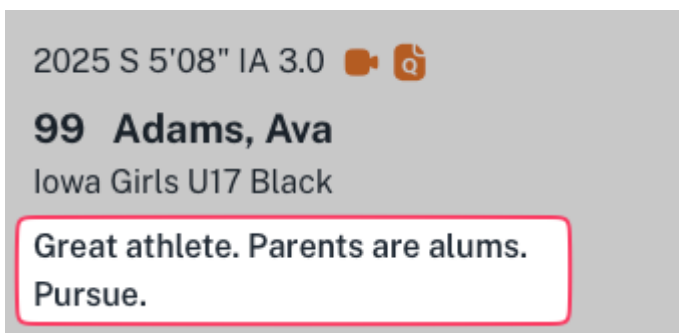 2025 S 5'08" IA 3.0
99 Adams, Ava
Iowa Girls U17 Black
Great athlete. Parents are alums.
Pursue.